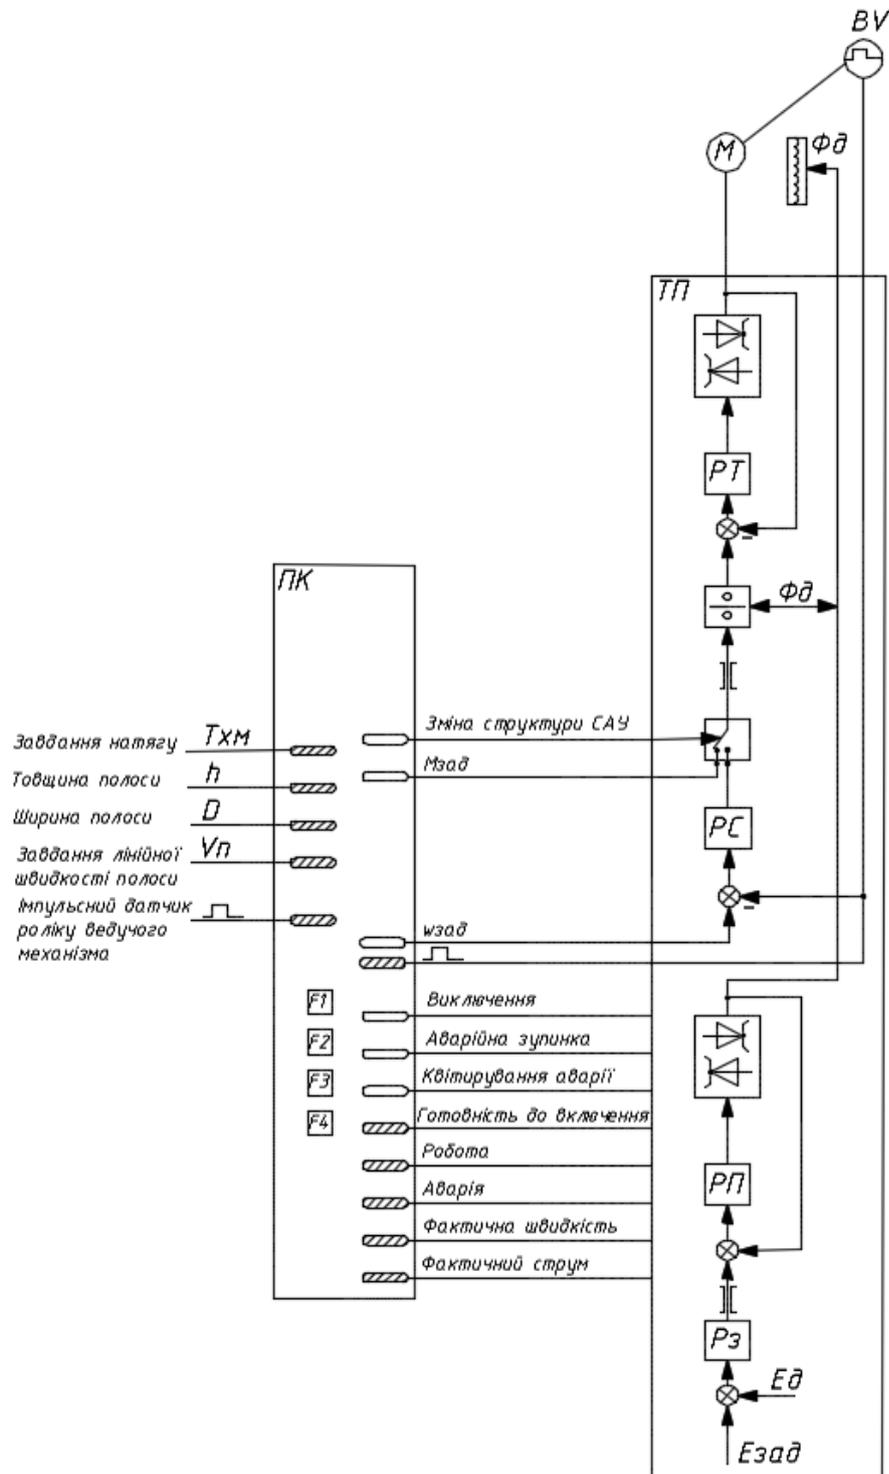 BV
М
Фд
ТП
РТ
ПК
Фд
Зміна структури САУ
Завдання натягу Тхм
Мзад
Товщина полоси h
Ширина полоси D
РС
Завдання лінійної
швидкості полоси
Vп
Імпульсний датчик
роліку ведучого
механізма
wзад
F1
Виключення
F2
Аварійна зупинка
F3
Квітирування аварії
F4
Готовність до включення
Робота
РП
Аварія
Фактична швидкість
Фактичний струм
Рз
Ед
Езад